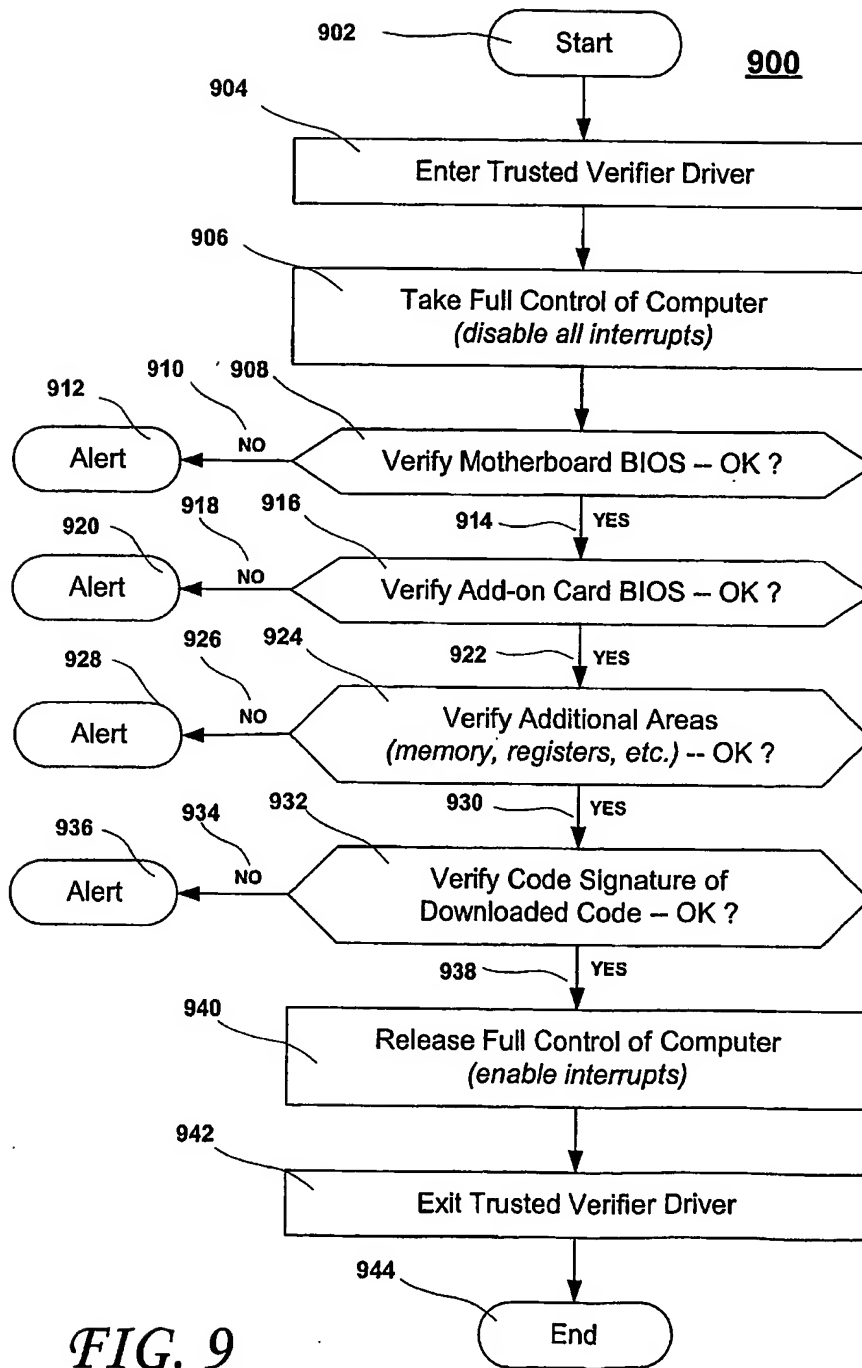 902
Start
900
904
Enter Trusted Verifier Driver
906
Take Full Control of Computer
(disable all interrupts)
910
908
912
Alert
NO
Verify Motherboard BIOS -- OK ?
914
YES
918
916
920
Alert
NO
Verify Add-on Card BIOS -- OK ?
922
YES
926
924
928
Alert
NO
Verify Additional Areas
(memory, registers, etc.) -- OK ?
930
YES
934
932
936
Alert
NO
Verify Code Signature of
Downloaded Code -- OK ?
938
YES
940
Release Full Control of Computer
(enable interrupts)
942
Exit Trusted Verifier Driver
944
End
FIG. 9